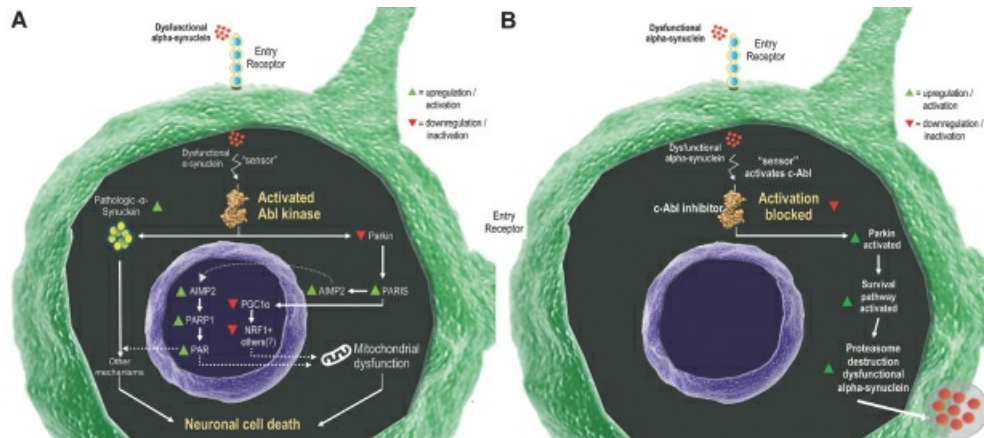 A
Dysfunctional
alpha-synuclein
Entry
Receptor
= upregulation /
activation
= downregulation /
inactivation
Dysfunctional
α-synuclein
"sensor"
Activated
Abl kinase
Pathologic -α-
Synuclein
Parkin
AIMP2
AIMP2
PARIS
PGC1α
PARP1
NRF1+
others(?)
PAR
Mitochondrial
dysfunction
Other
mechanisms
Neuronal cell death
B
Dysfunctional
alpha-synuclein
Entry
Receptor
= upregulation /
activation
= downregulation /
inactivation
Dysfunctional
alpha-synuclein
"sensor"
activates c-Abl
c-Abl inhibitor
Activation
blocked
Entry
Receptor
Parkin
activated
Survival
pathway
activated
Proteasome
destruction
dysfunctional
alpha-synuclein